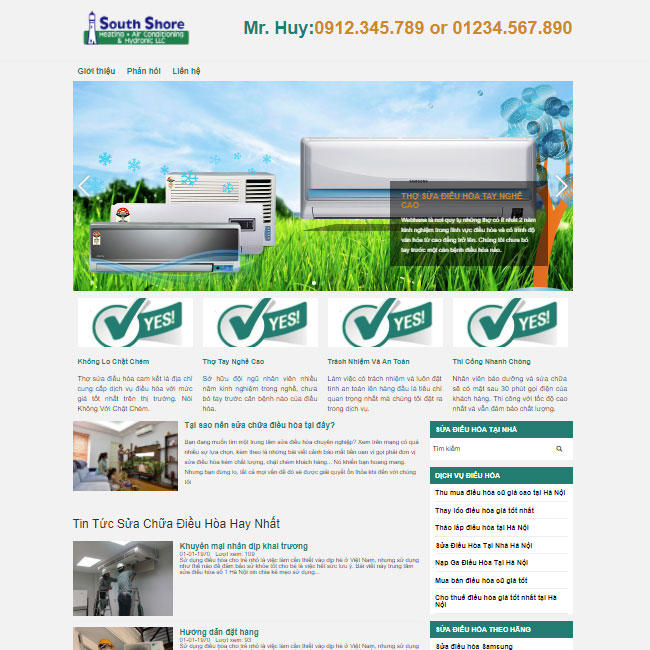 South Shore
Heating • Air Conditioning
& Hydronic LLC
Mr. Huy:0912.345.789 or 01234.567.890
Giới thiệu Phản hồi Liên hệ
SAMSUNG
THỢ SỬA ĐIỀU HÒA TAY NGHỀ
CAO
là nơi quy tụ những thợ có ít nhất 2 năm
kinh nghiệm trong lĩnh vực điều hòa và có trình độ
văn hóa từ cao đẳng trở lên. Chúng tôi chưa bó
tay trước một căn bệnh điều hòa nào.
YES!
YES!
YES!
YES!
Không Lo Chặt Chém
Thợ sửa điều hòa cam kết là địa chỉ
cung cấp dịch vụ điều hòa với mức
giá tốt nhất trên thị trường. Nói
Không Với Chặt Chém.
Thợ Tay Nghề Cao
Sở hữu đội ngũ nhân viên nhiều
năm kinh nghiệm trong nghề, chưa
bó tay trước căn bệnh nào của điều
hòa.
Trách Nhiệm Và An Toàn
Làm việc có trách nhiệm và luôn đặt
tính an toàn lên hàng đầu là tiêu chí
quan trọng nhất mà chúng tôi đặt ra
trong dịch vụ.
Thi Công Nhanh Chóng
Nhân viên bảo dưỡng và sửa chữa
sẽ có mặt sau 30 phút gọi điện của
khách hàng. Thi công với tốc độ cao
nhất và vẫn đảm bảo chất lượng.
Tại sao nên sửa chữa điều hòa tại đây?
Bạn đang muốn tìm một trung tâm sửa điều hòa chuyên nghiệp? Xem trên mạng có quá
nhiều sự lựa chọn, kèm theo là những bài viết cảnh báo mất tiền oan vì gọi phải đơn vị
sửa điều hòa kém chất lượng, chặt chém khách hàng... Nó khiến bạn hoang mang.
Nhưng bạn đừng lo, tất cả mọi vấn đề đó sẽ được giải quyết ổn thỏa khi đến với chúng
tôi
SỬA ĐIỀU HÒA TẠI NHÀ
Tìm kiếm
DỊCH VỤ ĐIỀU HÒA
Thu mua điều hòa cũ giá cao tại Hà Nội
Thay lốc điều hòa giá tốt nhất
Tháo lắp điều hòa tại Hà Nội
Sửa Điều Hòa Tại Nhà Hà Nội
Nạp Ga Điều Hòa Tại Hà Nội
Mua bán điều hòa cũ giá tốt
Cho thuê điều hòa giá tốt nhất tại Hà
Nội
SỬA ĐIỀU HÒA THEO HÃNG
Sửa điều hòa Samsung
Tin Tức Sửa Chữa Điều Hòa Hay Nhất
Khuyến mại nhân dịp khai trương
01-01-1970 Lượt xem: 109
Sử dụng điều hòa cho trẻ nhỏ là việc làm cần thiết vào dịp hè ở Việt Nam, nhưng sử dụng
như thế nào để đảm bảo sứ khỏe tốt cho bé là việc hết sức lưu ý. Bài viết này trung tâm
sửa điều hòa số 1 Hà Nội xin chia kẻ mẹo sử dụng...
Hướng dẫn đặt hàng
01-01-1970 Lượt xem: 93
Sử dụng điều hòa cho trẻ nhỏ là việc làm cần thiết vào dịp hè ở Việt Nam, nhưng sử dụng